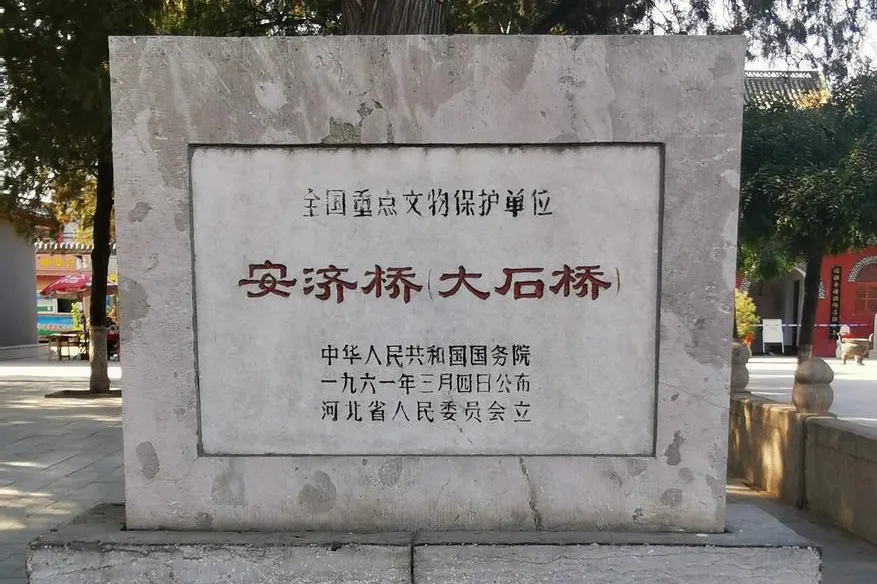 全国重点文物保护单位
安济桥(大石桥)
中华人民共和国国务院
一九六一年三月四日公布
河北省人民委员会立